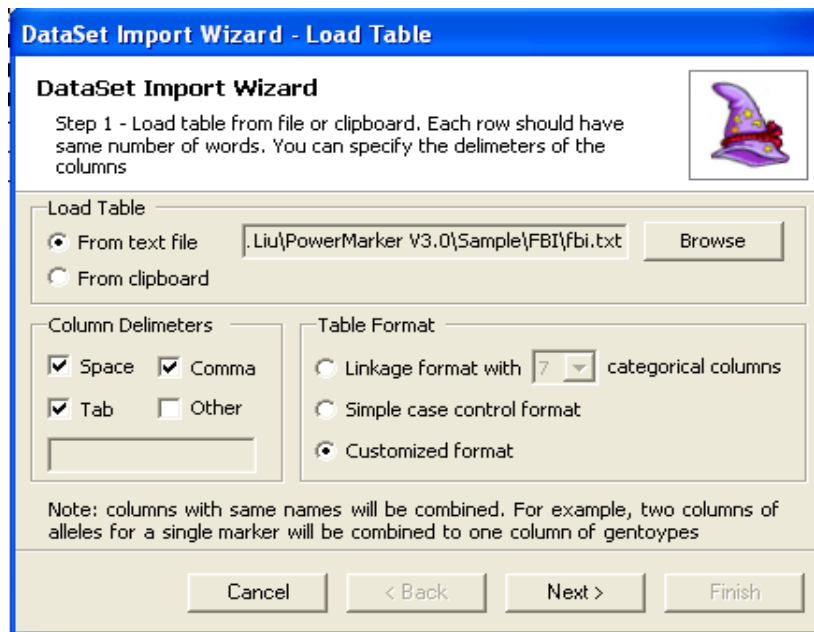 DataSet Import Wizard - Load Table
DataSet Import Wizard
Step 1 - Load table from file or clipboard. Each row should have
same number of words. You can specify the delimeters of the
columns
Load Table
From text file
.Liu\PowerMarker V3.0\Sample\FBI\fbi.txt
Browse
From clipboard
Column Delimeters
Space
Comma
Tab
Other
Table Format
Linkage format with 7 categorical columns
Simple case control format
Customized format
Note: columns with same names will be combined. For example, two columns of
alleles for a single marker will be combined to one column of gentoypes
Cancel
< Back
Next >
Finish